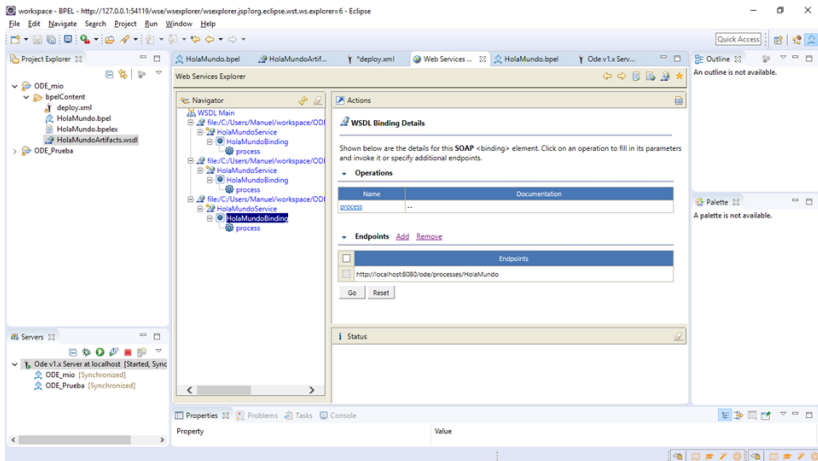 workspace - BPEL - http://127.0.0.1:54119/wse/wsexplorer/wsexplorer.jsp?org.eclipse.wst.ws.explorer=6 - Eclipse
File Edit Navigate Search Project Run Window Help
Quick Access
Project Explorer
ODE_mio
bpelContent
deploy.xml
HolaMundo.bpel
HolaMundo.bpelex
HolaMundoArtifacts.wsdl
ODE_Prueba
Servers
Ode v1.x Server at localhost [Started, Sync
ODE_mio [Synchronized]
ODE_Prueba [Synchronized]
HolaMundo.bpel HolaMundoArtif... *deploy.xml Web Services ... HolaMundo.bpel Ode v1.x Serv...
Web Services Explorer
Navigator
WSDL Main
file:/C:/Users/Manuel/workspace/ODE
HolaMundoService
HolaMundoBinding
process
file:/C:/Users/Manuel/workspace/ODE
HolaMundoService
HolaMundoBinding
process
file:/C:/Users/Manuel/workspace/ODE
HolaMundoService
HolaMundoBinding
process
Actions
WSDL Binding Details
Shown below are the details for this SOAP <binding> element. Click on an operation to fill in its parameters
and invoke it or specify additional endpoints.
Operations
Name Documentation
process --
Endpoints Add Remove
Endpoints
http://localhost:8080/ode/processes/HolaMundo
Go Reset
Status
Outline
An outline is not available.
Palette
A palette is not available.
Properties Problems Tasks Console
Property Value